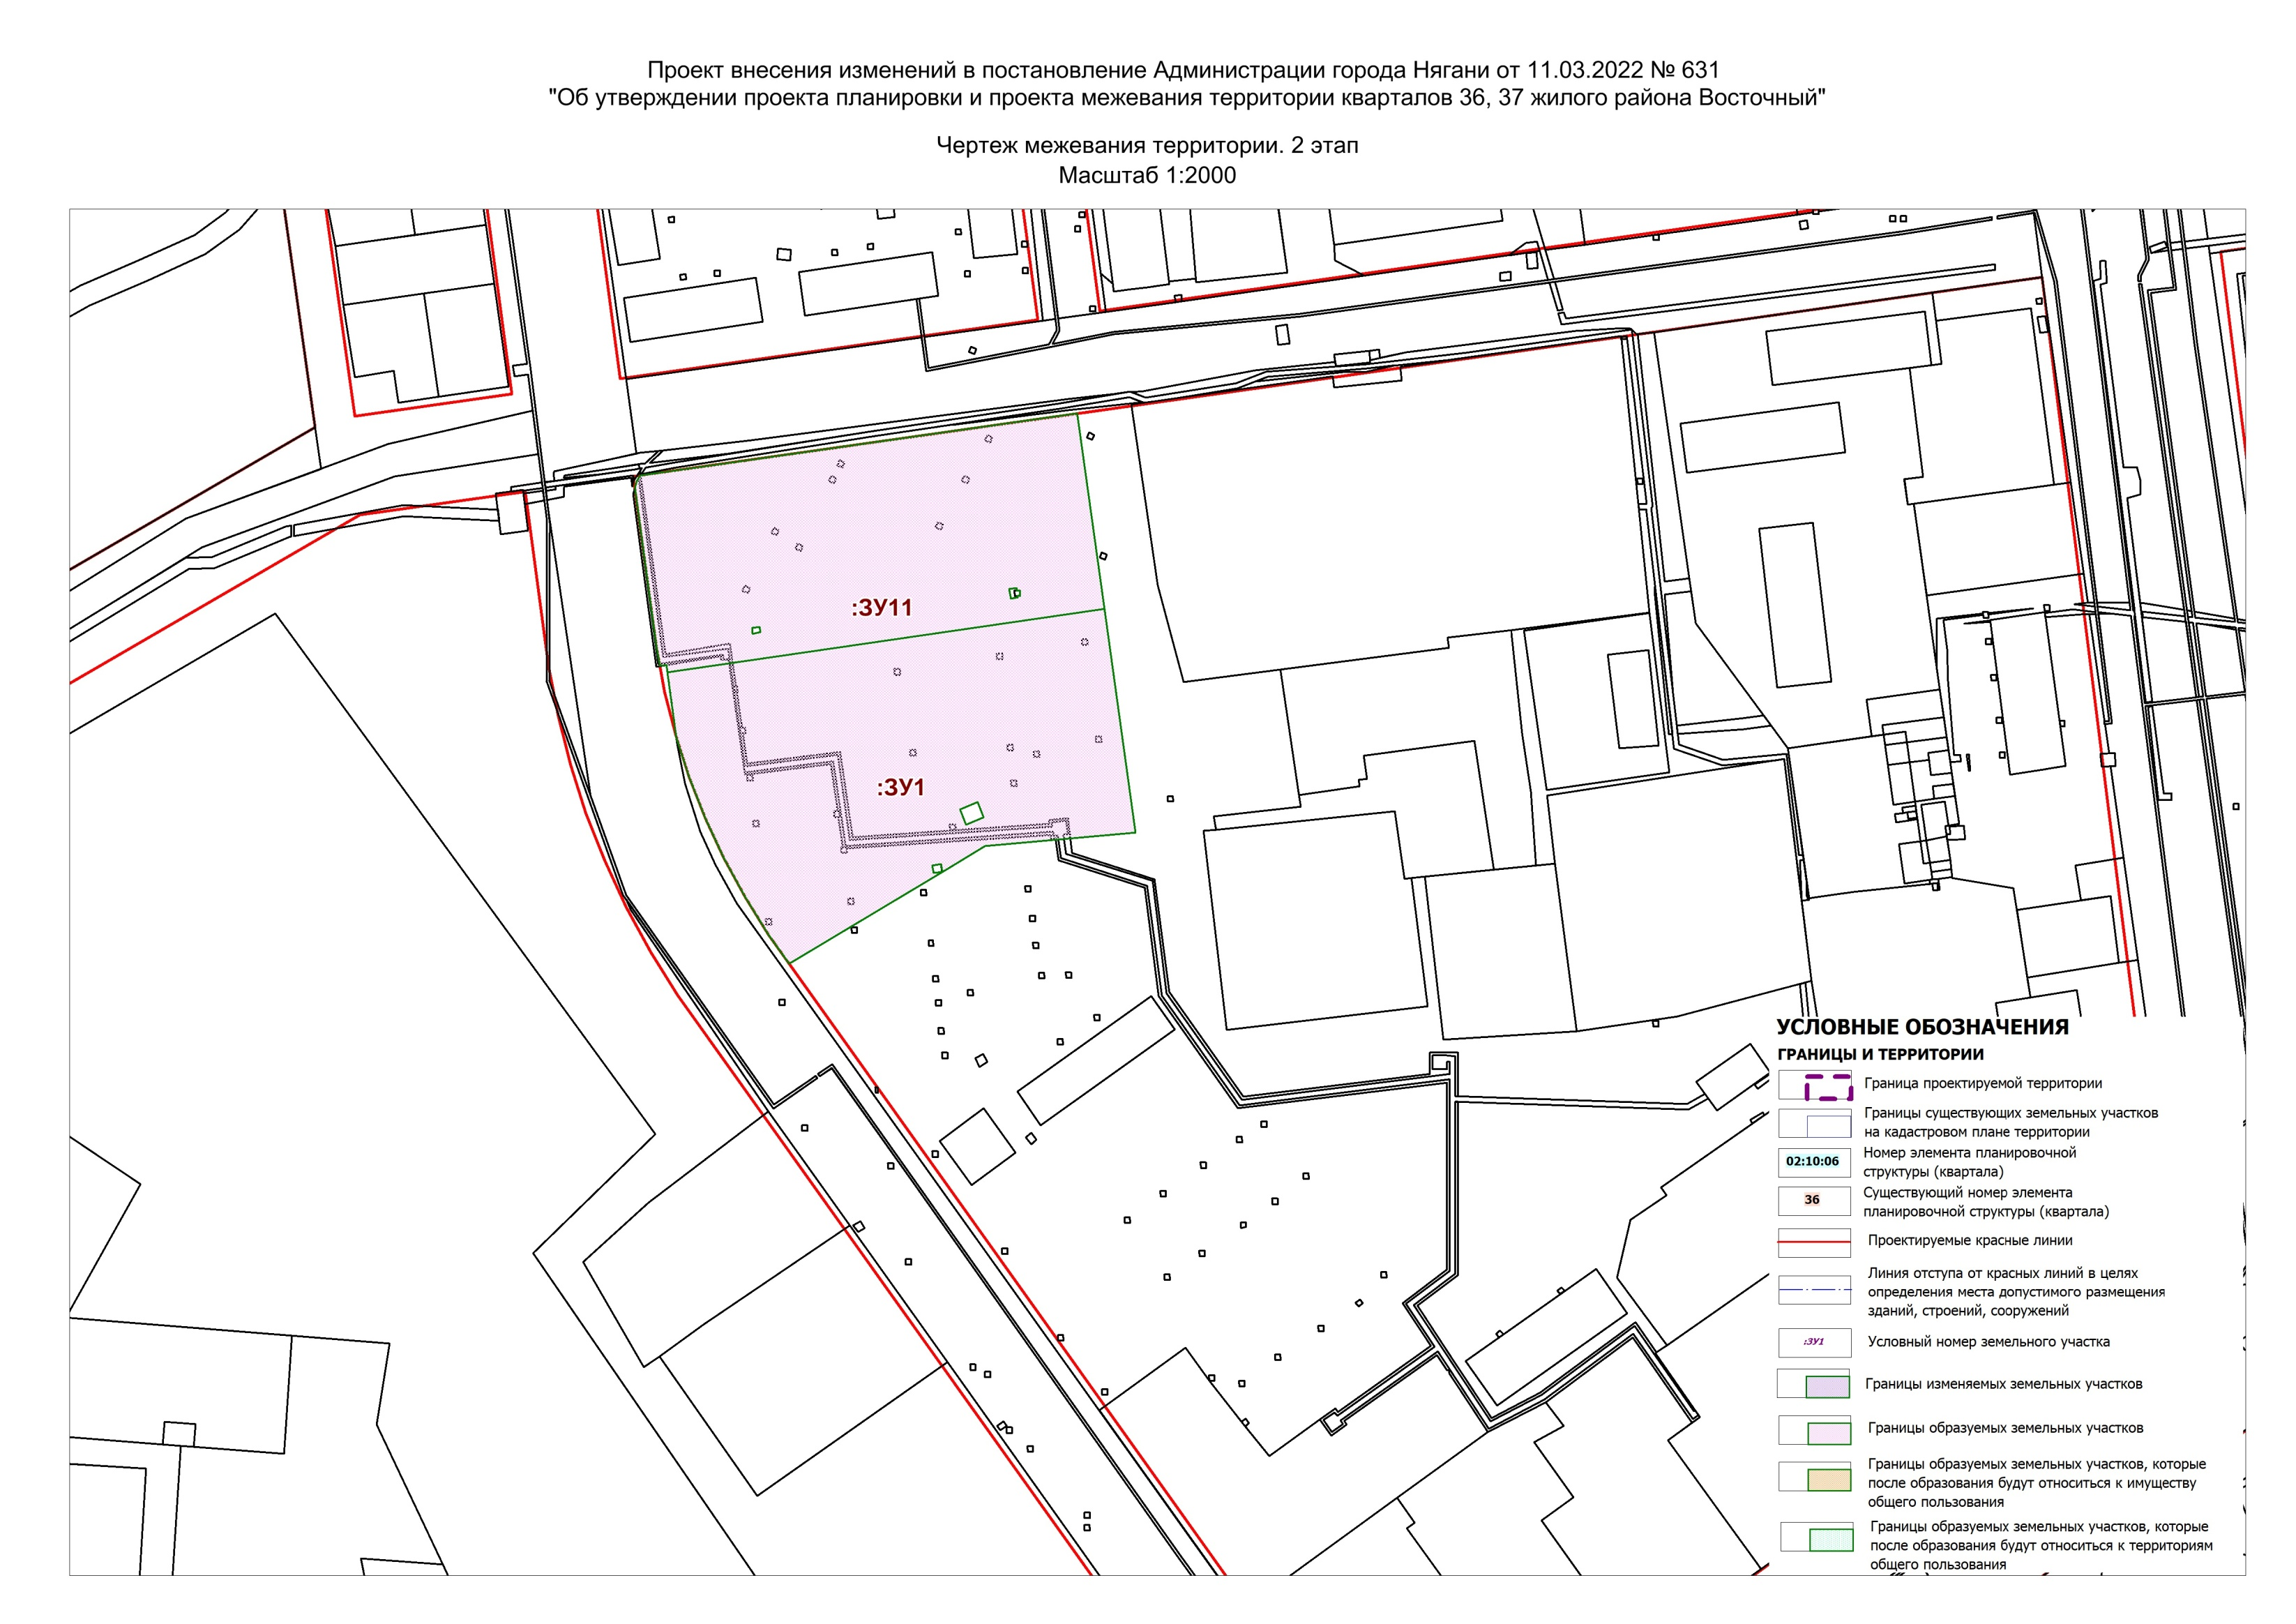 Проект внесения изменений в постановление Администрации города Нягани от 11.03.2022 № 631
"Об утверждении проекта планировки и проекта межевания территории кварталов 36, 37 жилого района Восточный"
Чертеж межевания территории. 2 этап
Масштаб 1:2000
:ЗУ11
:ЗУ1
УСЛОВНЫЕ ОБОЗНАЧЕНИЯ
ГРАНИЦЫ И ТЕРРИТОРИИ
Граница проектируемой территории
Границы существующих земельных участков
на кадастровом плане территории
02:10:06
Номер элемента планировочной
структуры (квартала)
36
Существующий номер элемента
планировочной структуры (квартала)
Проектируемые красные линии
Линия отступа от красных линий в целях
определения места допустимого размещения
зданий, строений, сооружений
:ЗУ1
Условный номер земельного участка
Границы изменяемых земельных участков
Границы образуемых земельных участков
Границы образуемых земельных участков, которые
после образования будут относиться к имуществу
общего пользования
Границы образуемых земельных участков, которые
после образования будут относиться к территориям
общего пользования